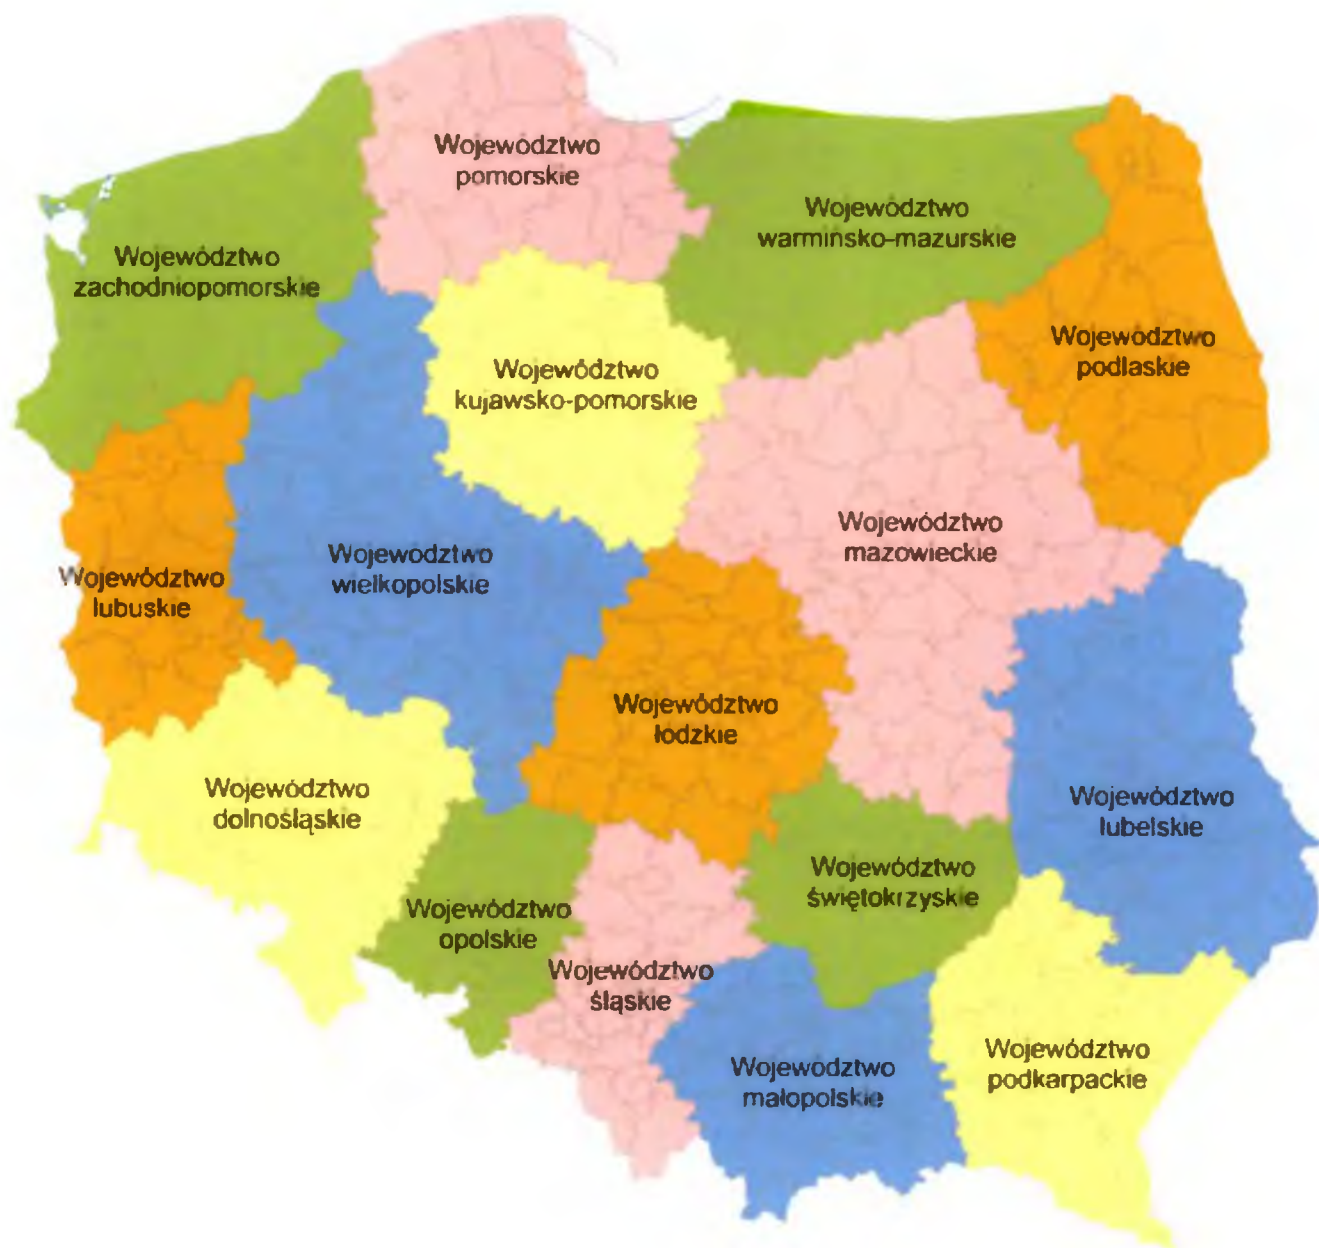 Województwo
pomorskie
Województwo
warmińsko-mazurskie
Województwo
zachodniopomorskie
Województwo
podlaskie
Województwo
kujawsko-pomorskie
Województwo
mazowieckie
Województwo
wielkopolskie
Województwo
lubuskie
Województwo
łodzkie
Województwo
dolnośląskie
Województwo
lubelskie
Województwo
świętokrzyskie
Województwo
opolskie
Województwo
śląskie
Województwo
podkarpackie
Województwo
małopolskie